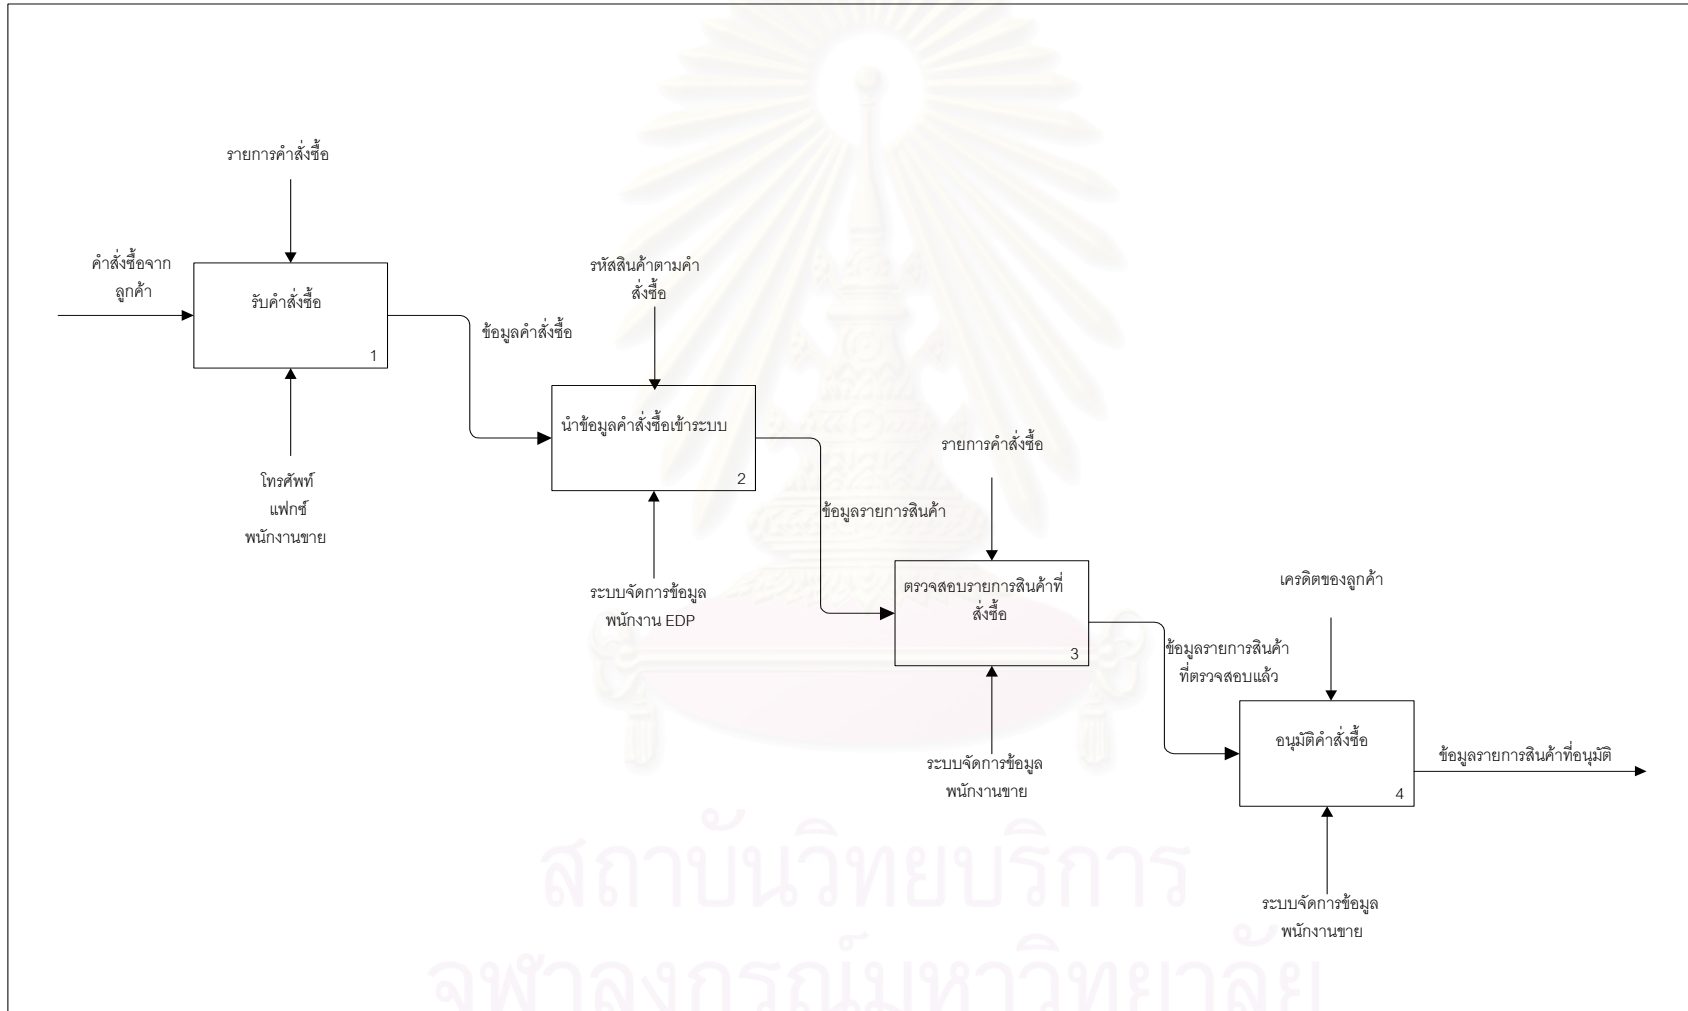 รายการคำสั่งซื้อ
คำสั่งซื้อจาก
ลูกค้า
รับคำสั่งซื้อ
1
โทรศัพท์
แฟกซ์
พนักงานขาย
ข้อมูลคำสั่งซื้อ
รหัสสินค้าตามคำ
สั่งซื้อ
นำข้อมูลคำสั่งซื้อเข้าระบบ
2
ระบบจัดการข้อมูล
พนักงาน EDP
ข้อมูลรายการสินค้า
รายการคำสั่งซื้อ
ตรวจสอบรายการสินค้าที่
สั่งซื้อ
3
ระบบจัดการข้อมูล
พนักงานขาย
ข้อมูลรายการสินค้า
ที่ตรวจสอบแล้ว
เครดิตของลูกค้า
อนุมัติคำสั่งซื้อ
4
ระบบจัดการข้อมูล
พนักงานขาย
ข้อมูลรายการสินค้าที่อนุมัติ
สถาบันวิทยบริการ
จุฬาลงกรณ์มหาวิทยาลัย